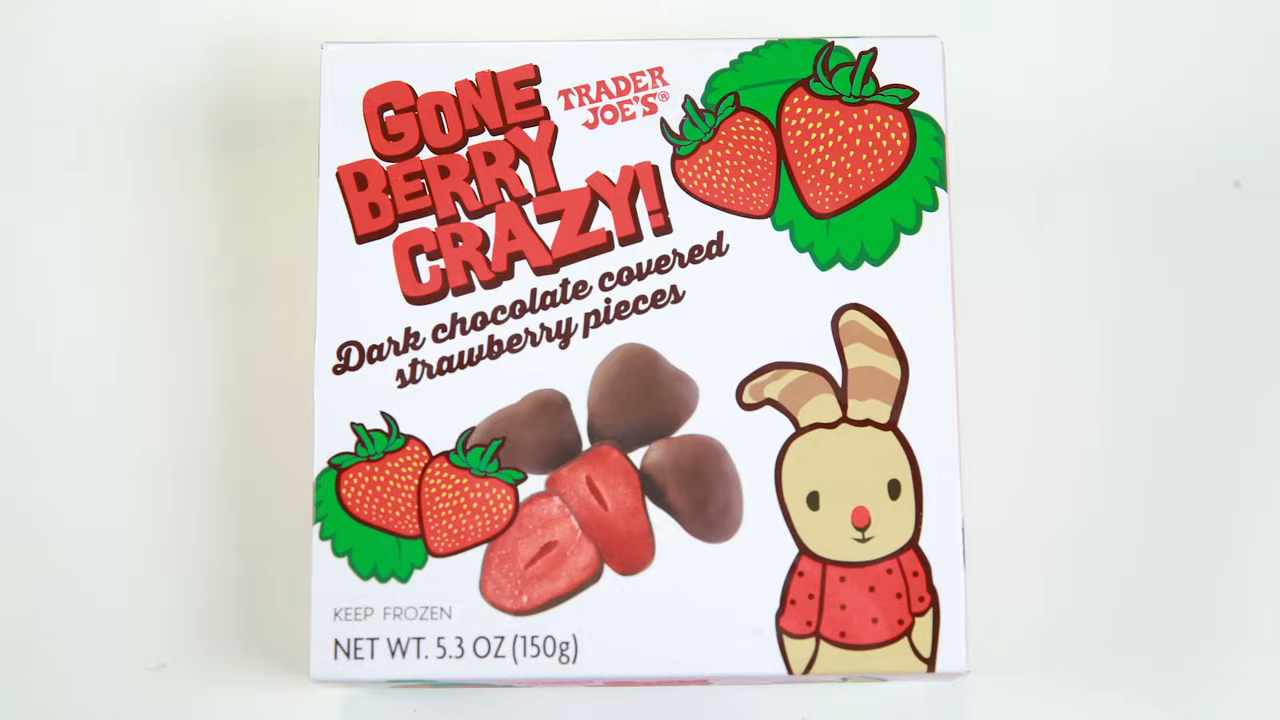 GONE
BERRY
CRAZY!
TRADER
JOE'S®
Dark chocolate covered
strawberry pieces
KEEP FROZEN
NET WT. 5.3 OZ (150g)